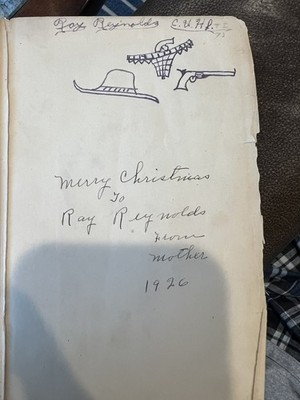 Ray Reynolds
Merry Christmas
To
Ray Reynolds
From
Mother
1926